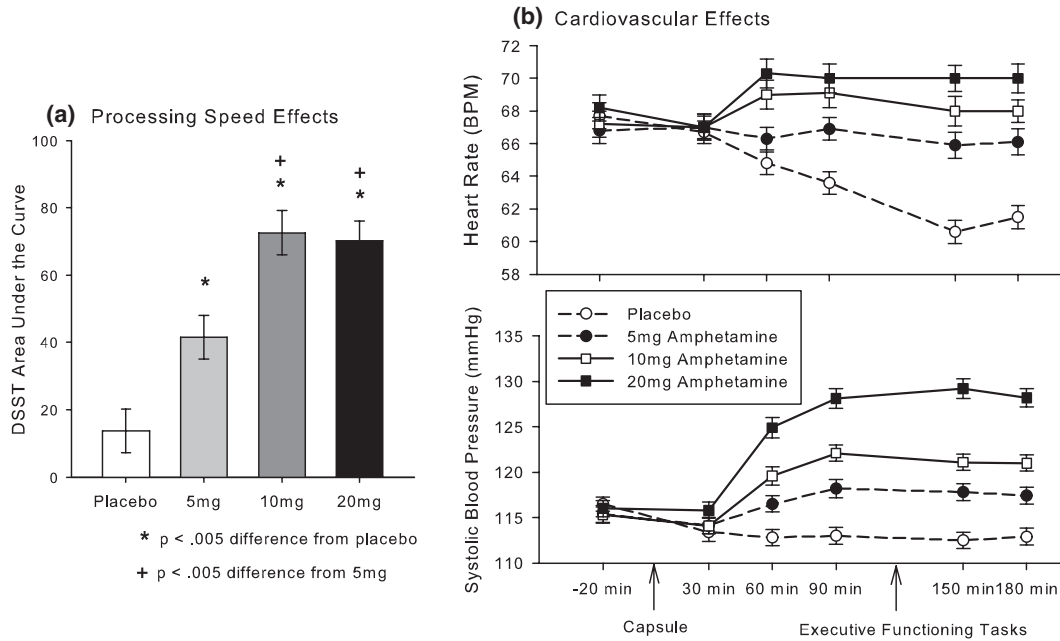 (a) Processing Speed Effects
DSST Area Under the Curve
100
80
60
40
20
0
*
+
*
+
*
Placebo 5mg 10mg 20mg
* p < .005 difference from placebo
+ p < .005 difference from 5mg
(b) Cardiovascular Effects
Heart Rate (BPM)
72
70
68
66
64
62
60
58
Placebo
5mg Amphetamine
10mg Amphetamine
20mg Amphetamine
Systolic Blood Pressure (mmHg)
135
130
125
120
115
110
-20 min 30 min 60 min 90 min 150 min 180 min
Capsule Executive Functioning Tasks